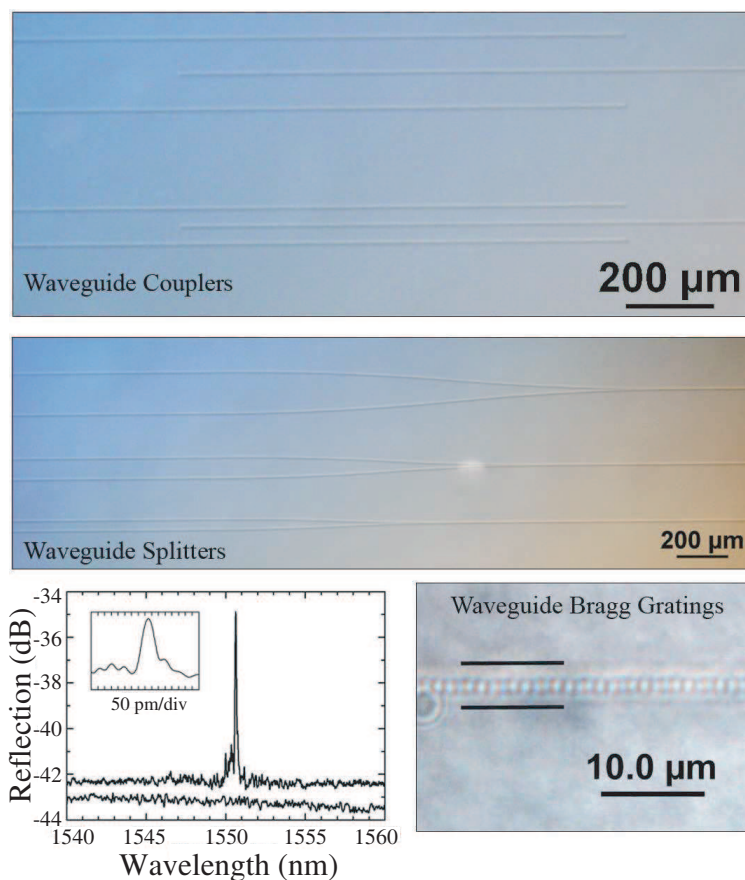 Waveguide Couplers
200 µm
Waveguide Splitters
200 µm
-34
-36
-38
-40
-42
-44
Reflection (dB)
50 pm/div
1540 1545 1550 1555 1560
Wavelength (nm)
Waveguide Bragg Gratings
10.0 µm